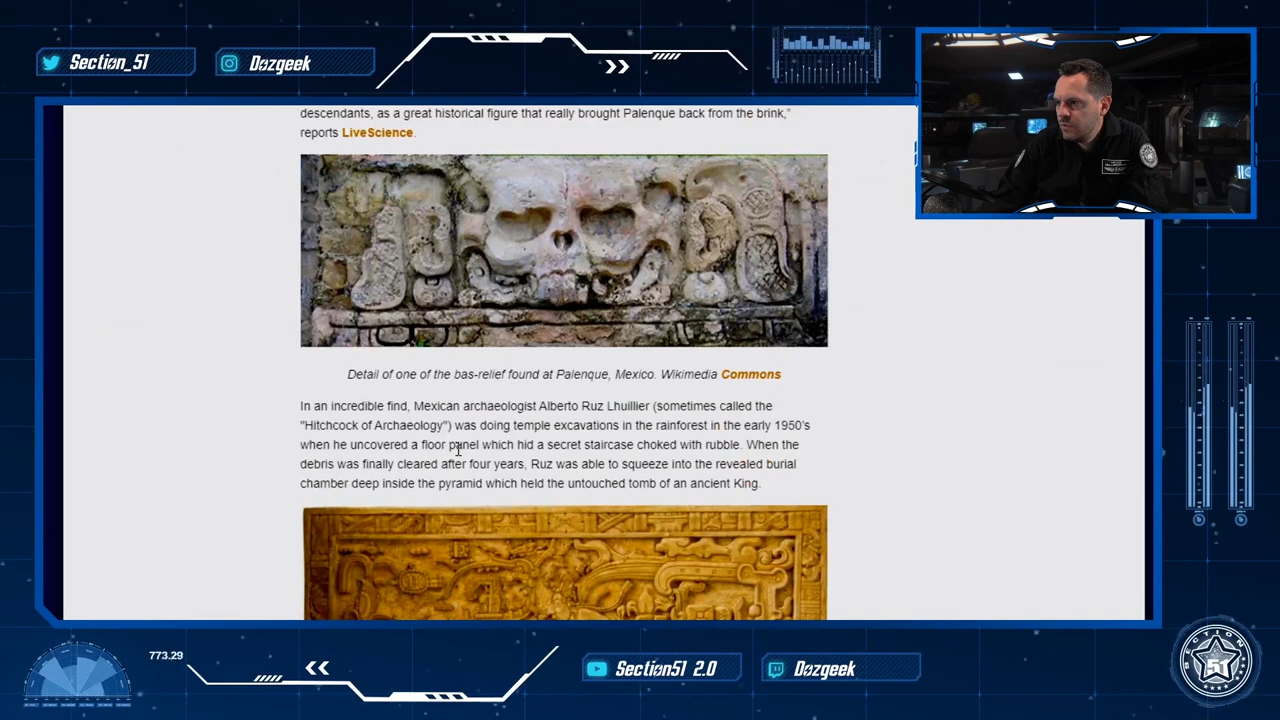 Section_51
Dazgeek
descendants, as a great historical figure that really brought Palenque back from the brink,”
reports LiveScience.
Detail of one of the bas-relief found at Palenque, Mexico. Wikimedia Commons
In an incredible find, Mexican archaeologist Alberto Ruz Lhuillier (sometimes called the
"Hitchcock of Archaeology") was doing temple excavations in the rainforest in the early 1950’s
when he uncovered a floor panel which hid a secret staircase choked with rubble. When the
debris was finally cleared after four years, Ruz was able to squeeze into the revealed burial
chamber deep inside the pyramid which held the untouched tomb of an ancient King.
773.29
Section51 2.0
Dazgeek
SECTION
51